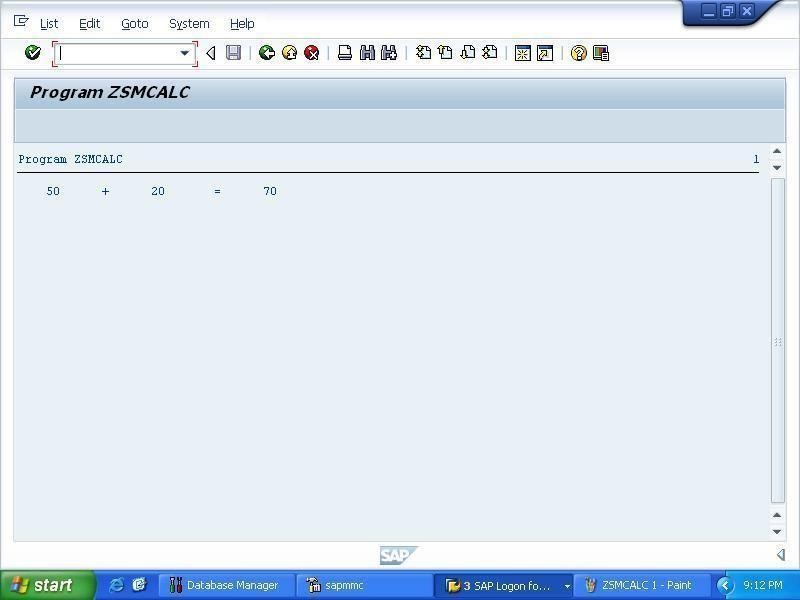 List Edit Goto System Help
Program ZSMCALC
Program ZSMCALC 1
50 + 20 = 70
SAP
start Database Manager sapmmc 3 SAP Logon fo... ZSMCALC 1 - Paint 9:12 PM